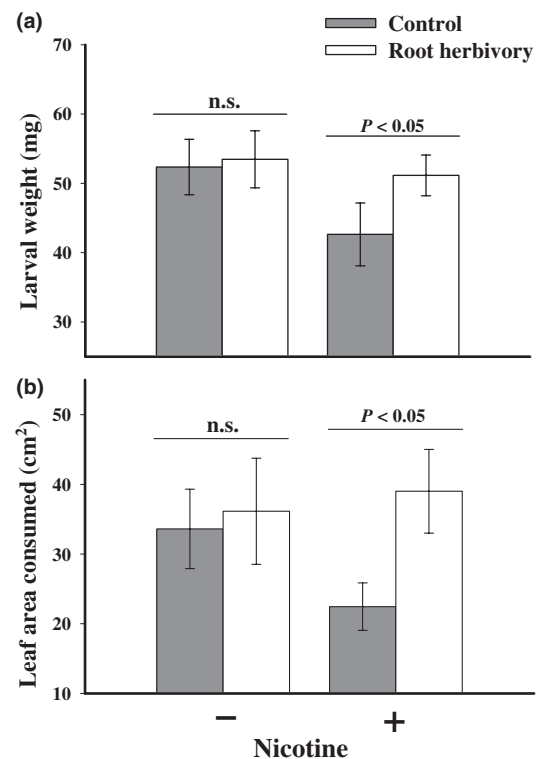 (a)
Control
Root herbivory
70
60
50
40
30
Larval weight (mg)
n.s.
P < 0.05
(b)
50
40
30
20
10
Leaf area consumed (cm²)
n.s.
P < 0.05
− +
Nicotine